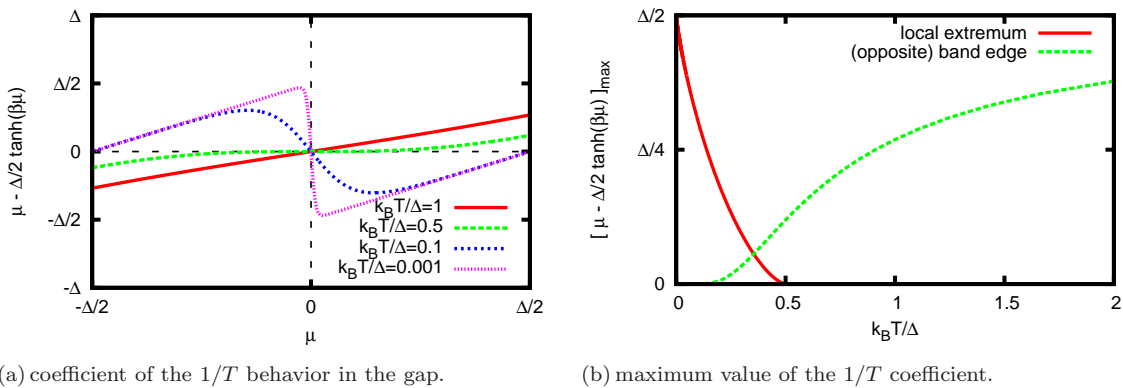 Δ
Δ/2
0
-Δ/2
-Δ
μ - Δ/2 tanh(βμ)
k_BT/Δ=1
k_BT/Δ=0.5
k_BT/Δ=0.1
k_BT/Δ=0.001
-Δ/2
0
Δ/2
μ
(a) coefficient of the 1/T behavior in the gap.
Δ/2
Δ/4
0
[ μ - Δ/2 tanh(βμ) ]_max
local extremum
(opposite) band edge
0
0.5
1
1.5
2
k_BT/Δ
(b) maximum value of the 1/T coefficient.